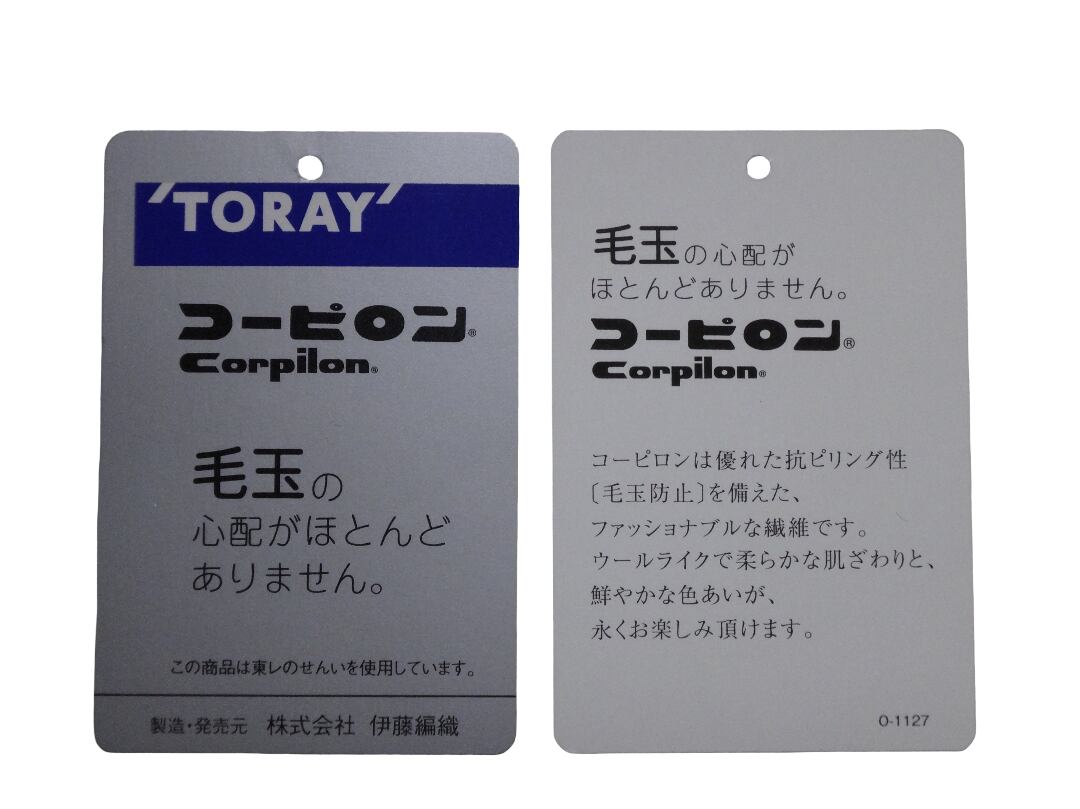 'TORAY'
コーピロン®
Corpilon®
毛玉の
心配がほとんど
ありません。
この商品は東レのせんいを使用しています。
製造・発売元 株式会社 伊藤編織
毛玉の心配が
ほとんどありません。
コーピロン®
Corpilon®
コーピロンは優れた抗ピリング性
〔毛玉防止〕を備えた、
ファッショナブルな繊維です。
ウールライクで柔らかな肌ざわりと、
鮮やかな色あいが、
永くお楽しみ頂けます。
O-1127